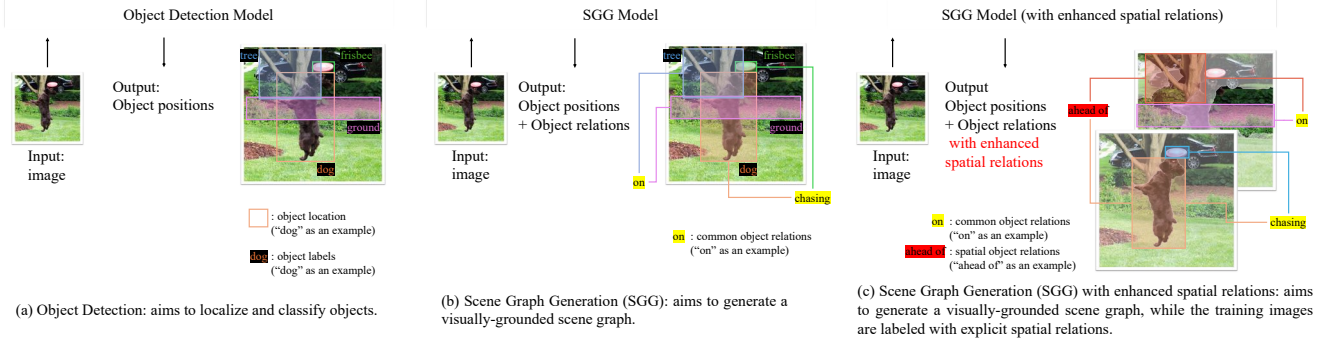 Object Detection Model
Input:
image
Output:
Object positions
tree
frisbee
ground
dog
: object location
("dog" as an example)
dog : object labels
("dog" as an example)
(a) Object Detection: aims to localize and classify objects.
SGG Model
Input:
image
Output:
Object positions
+ Object relations
ground
dog
on
chasing
on : common object relations
("on" as an example)
(b) Scene Graph Generation (SGG): aims to generate a
visually-grounded scene graph.
SGG Model (with enhanced spatial relations)
Input:
image
Output
Object positions
+ Object relations
with enhanced
spatial relations
ahead of
on
chasing
on : common object relations
("on" as an example)
ahead of : spatial object relations
("ahead of" as an example)
(c) Scene Graph Generation (SGG) with enhanced spatial relations: aims
to generate a visually-grounded scene graph, while the training images
are labeled with explicit spatial relations.